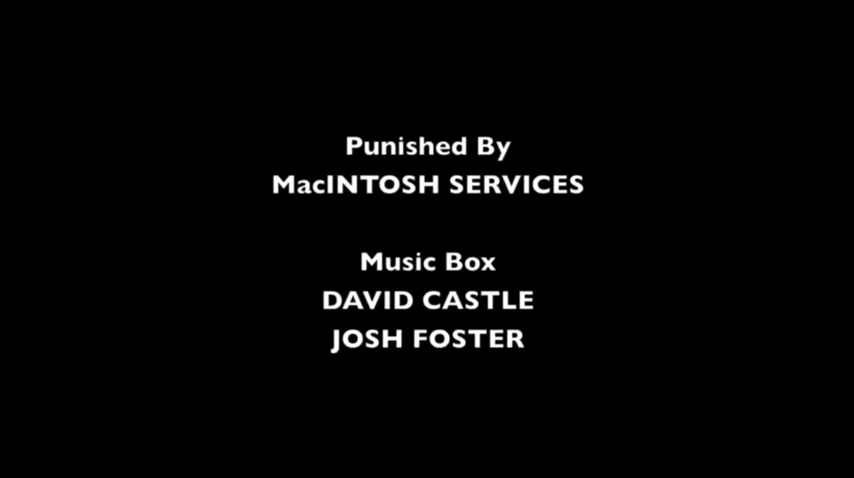 Punished By
MacINTOSH SERVICES
Music Box
DAVID CASTLE
JOSH FOSTER